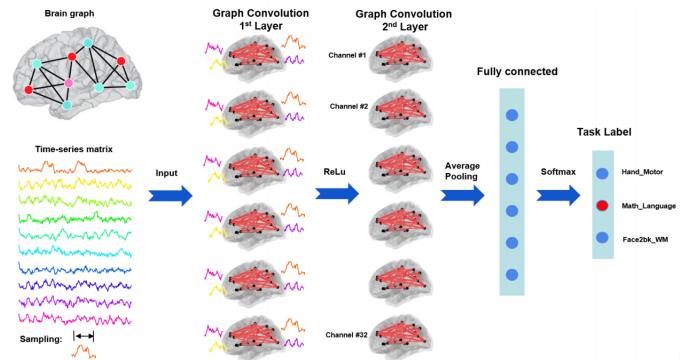 Brain graph
Graph Convolution
1st Layer
Graph Convolution
2nd Layer
Channel #1
Channel #2
Fully connected
Time-series matrix
Input
ReLu
Average
Pooling
Softmax
Task Label
Hand_Motor
Math_Language
Face2bk_WM
Channel #32
Sampling: